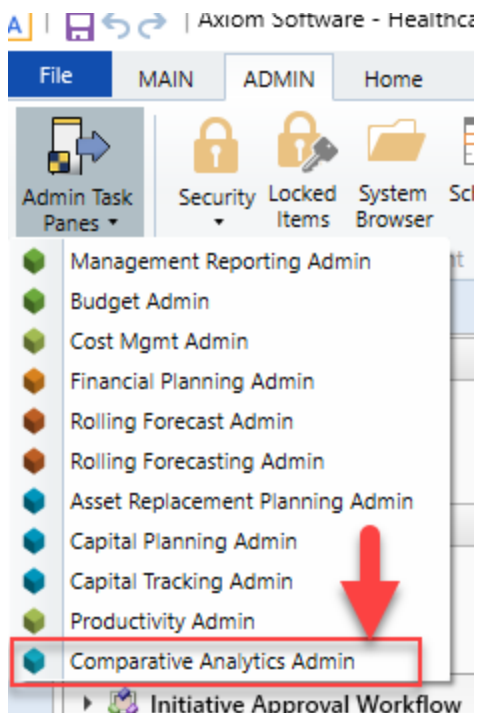 A
Axiom Software - Healthca
File MAIN ADMIN Home
Admin Task Panes
Security
Locked Items
System Browser
Management Reporting Admin
Budget Admin
Cost Mgmt Admin
Financial Planning Admin
Rolling Forecast Admin
Rolling Forecasting Admin
Asset Replacement Planning Admin
Capital Planning Admin
Capital Tracking Admin
Productivity Admin
Comparative Analytics Admin
Initiative Approval Workflow